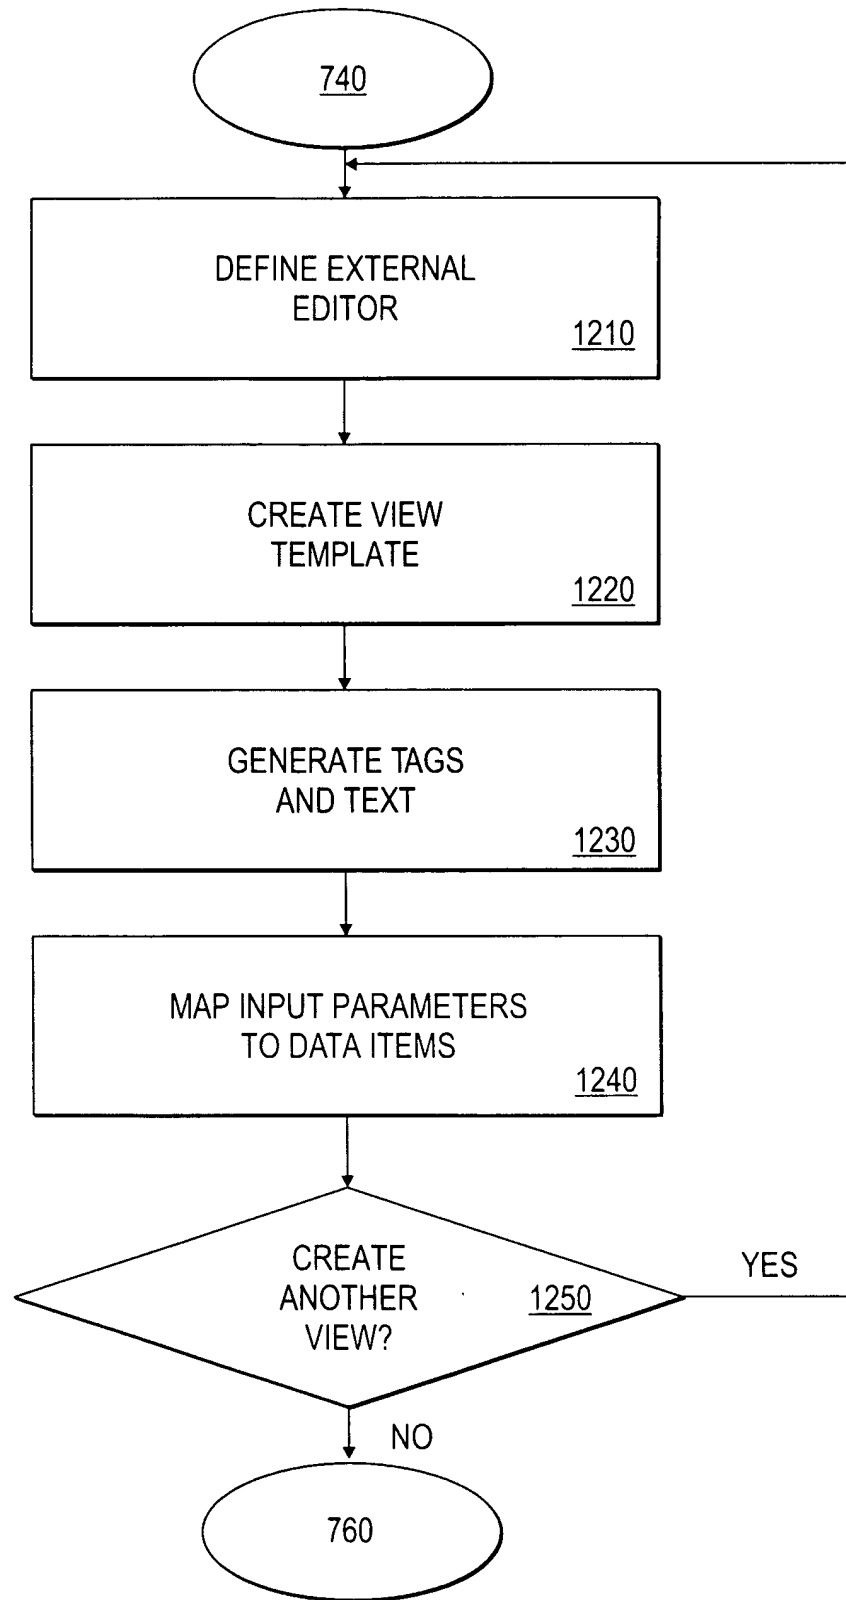 740
DEFINE EXTERNAL
EDITOR
1210
CREATE VIEW
TEMPLATE
1220
GENERATE TAGS
AND TEXT
1230
MAP INPUT PARAMETERS
TO DATA ITEMS
1240
CREATE
ANOTHER
VIEW?
1250
YES
NO
760